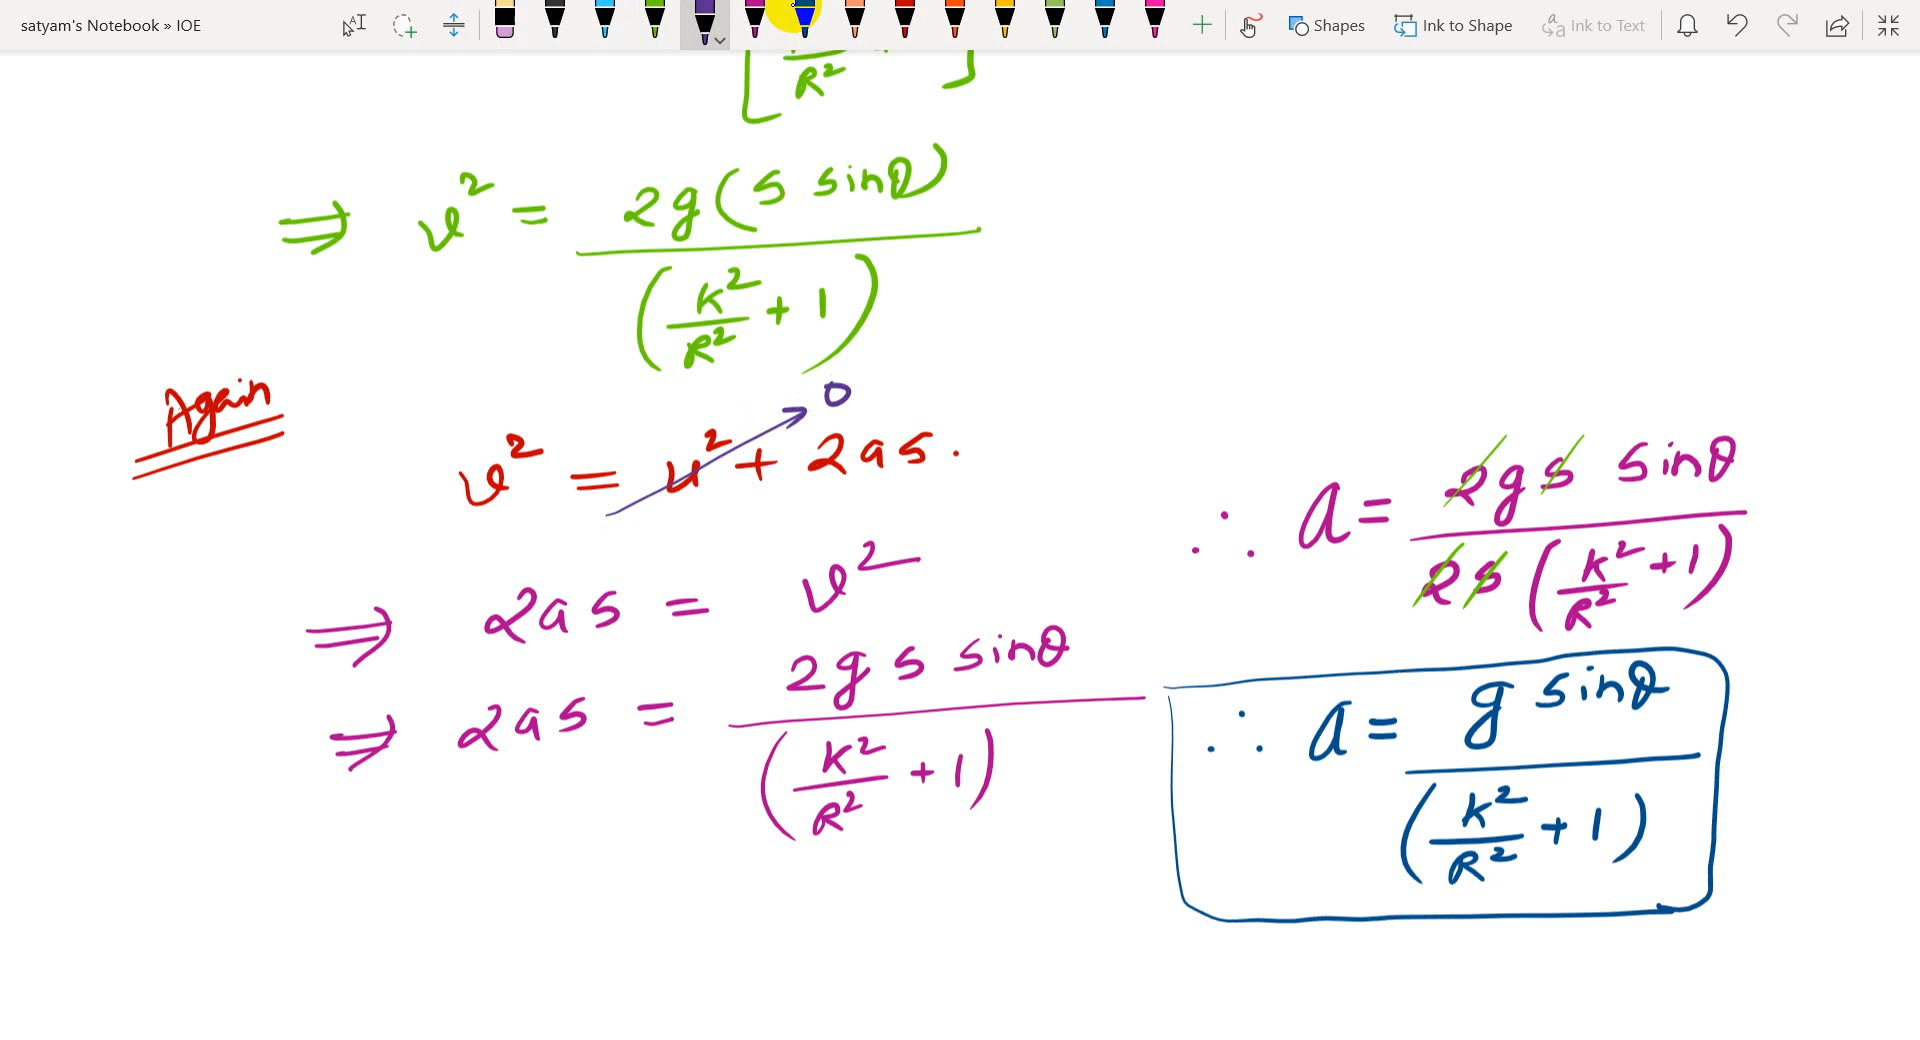 satyam's Notebook » IOE
Shapes Ink to Shape Ink to Text
R²
⇒ v² = 2g(s sinθ) / (K²/R² + 1)
Again
v² = u² → 0 + 2as.
⇒ 2as = v²
⇒ 2as = 2gs sinθ / (K²/R² + 1)
∴ a = 2gs sinθ / 2s(K²/R² + 1)
∴ a = g sinθ / (K²/R² + 1)